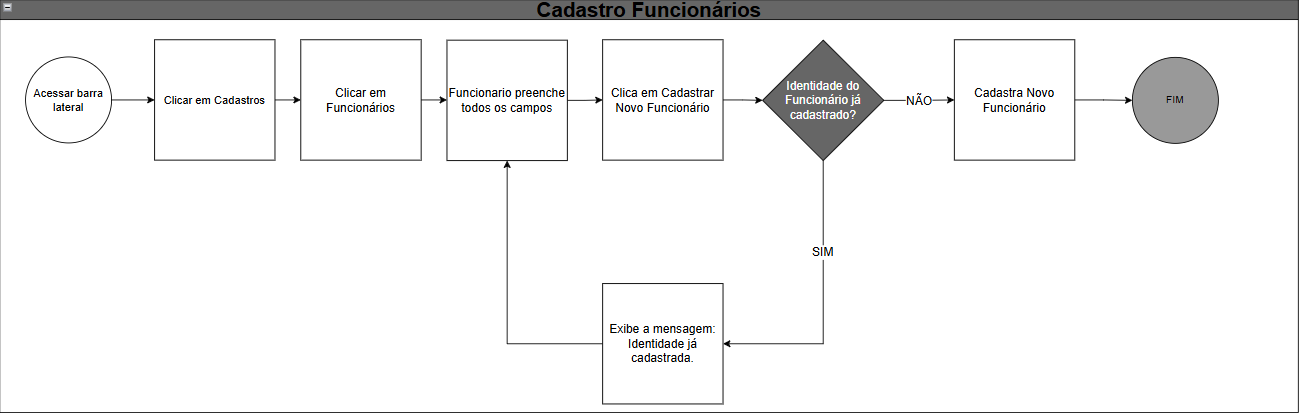 Cadastro Funcionários
Acessar barra
lateral
Clicar em Cadastros
Clicar em
Funcionários
Funcionario preenche
todos os campos
Clica em Cadastrar
Novo Funcionário
Identidade do
Funcionário já
cadastrado?
NÃO
Cadastra Novo
Funcionário
FIM
SIM
Exibe a mensagem:
Identidade já
cadastrada.